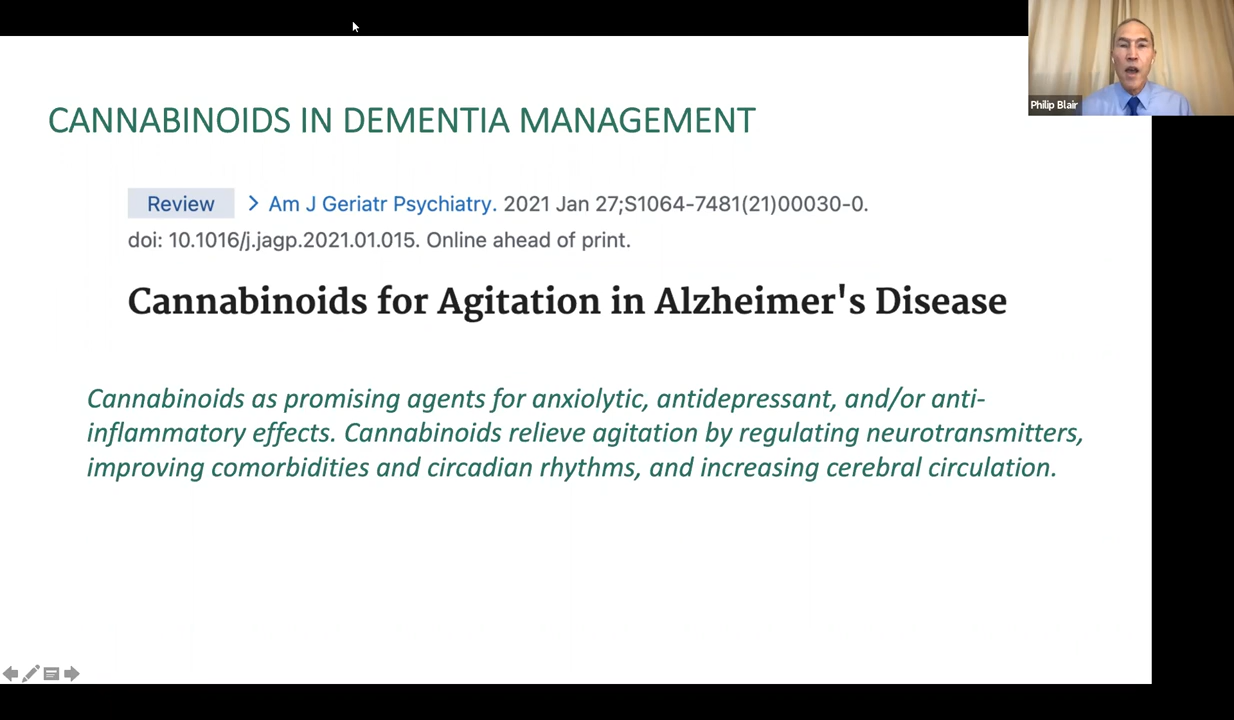 Philip Blair
CANNABINOIDS IN DEMENTIA MANAGEMENT
Review > Am J Geriatr Psychiatry. 2021 Jan 27;S1064-7481(21)00030-0.
doi: 10.1016/j.jagp.2021.01.015. Online ahead of print.
Cannabinoids for Agitation in Alzheimer's Disease
Cannabinoids as promising agents for anxiolytic, antidepressant, and/or anti-
inflammatory effects. Cannabinoids relieve agitation by regulating neurotransmitters,
improving comorbidities and circadian rhythms, and increasing cerebral circulation.